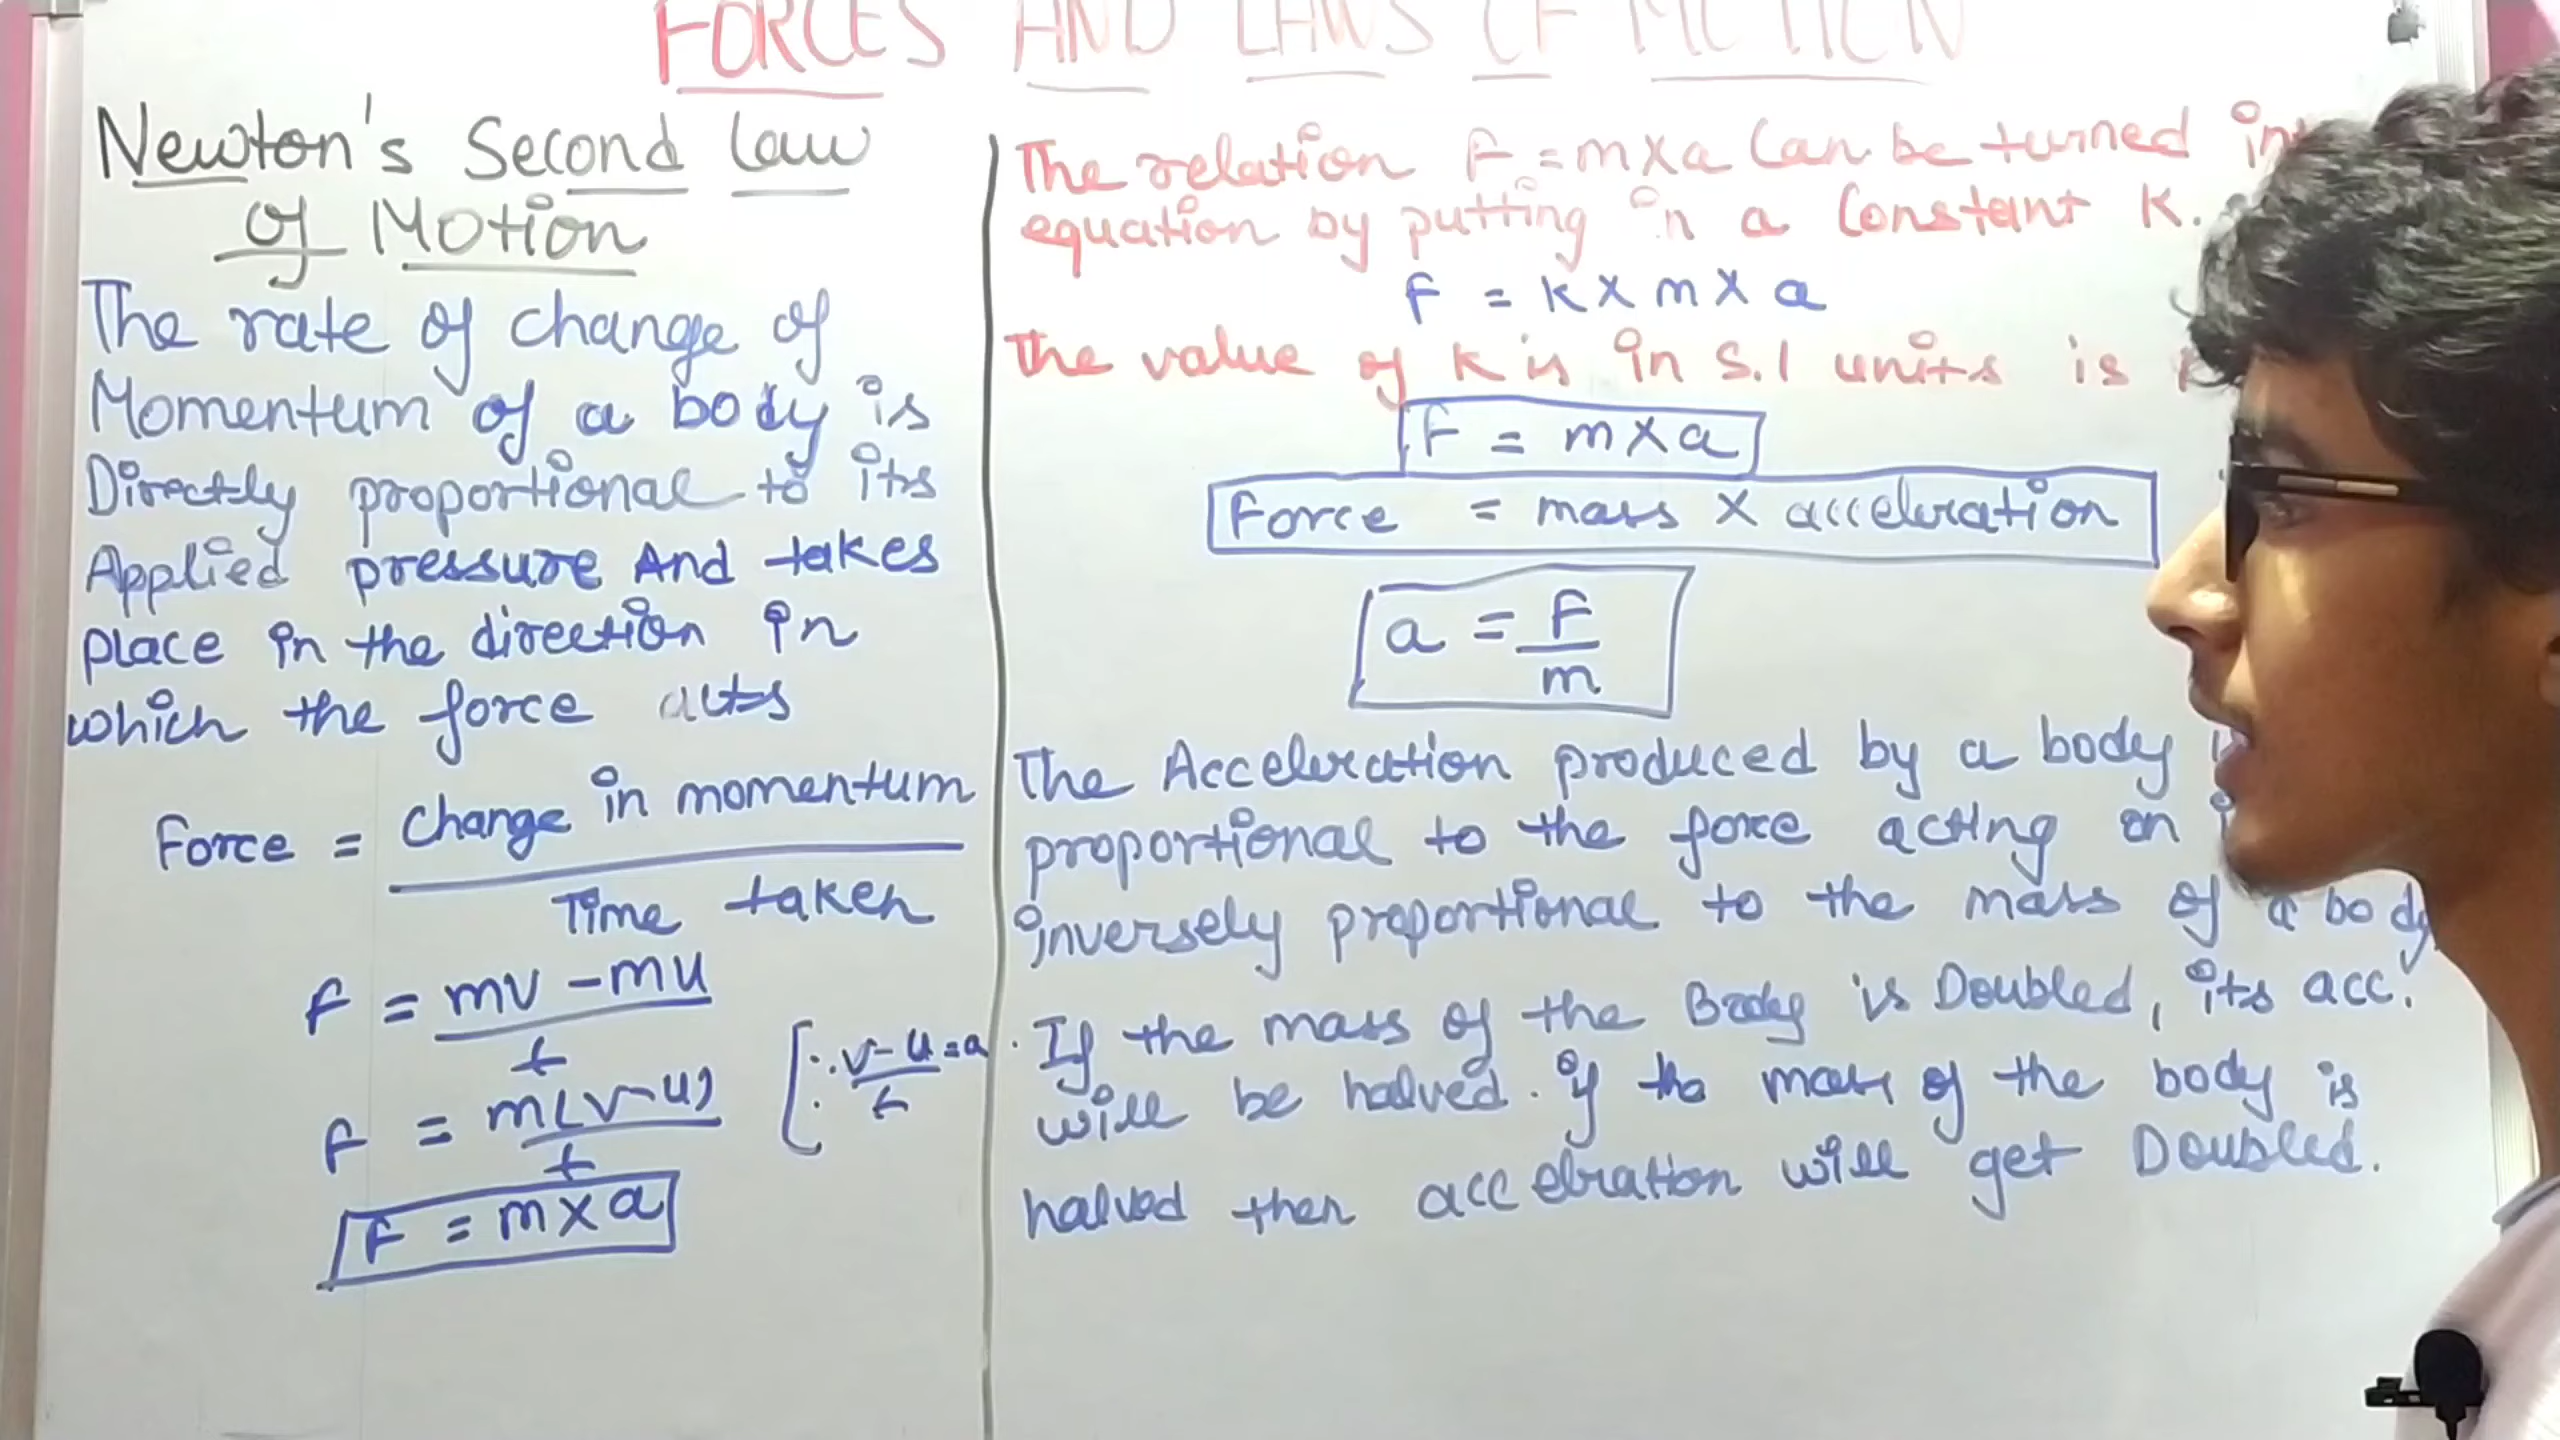 FORCES AND LAWS OF MOTION
Newton's Second Law
of Motion
The rate of change of
Momentum of a body is
Directly proportional to its
Applied pressure And takes
place in the direction in
which the force acts
Force = change in momentum
Time taken
F = mv - mu
t
F = m(v-u)
t
[∵ v-u = a
t
F = m x a
The relation F = m x a can be turned
equation by putting in a constant K.
F = K x m x a
The value of K is in S.I units is
F = m x a
Force = mass x acceleration
a = F
m
The Acceleration produced by a body
proportional to the force acting on
inversely proportional to the mass of a body
If the mass of the Body is Doubled, its acc.
will be halved. if the mass of the body is
halved then accelration will get Doubled.